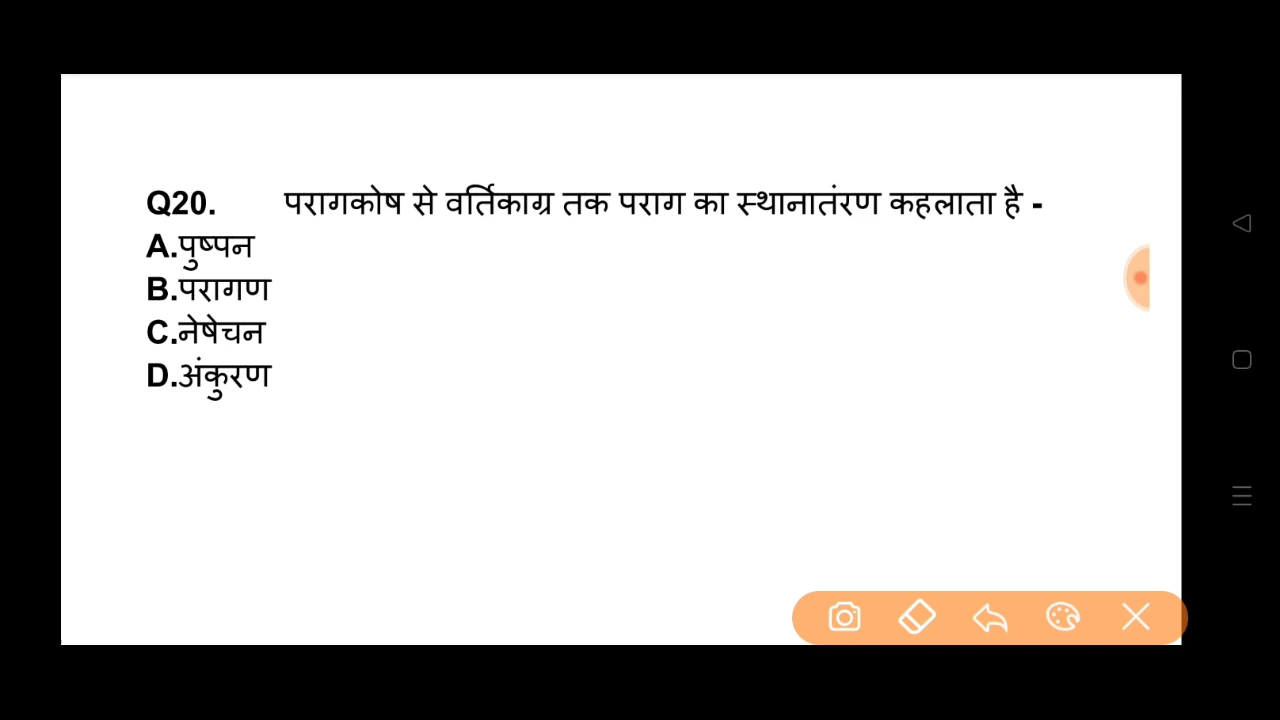 Q20. परागकोष से वर्तिकाग्र तक पराग का स्थानातंरण कहलाता है -
A.पुष्पन
B.परागण
C.नेषेचन
D.अंकुरण